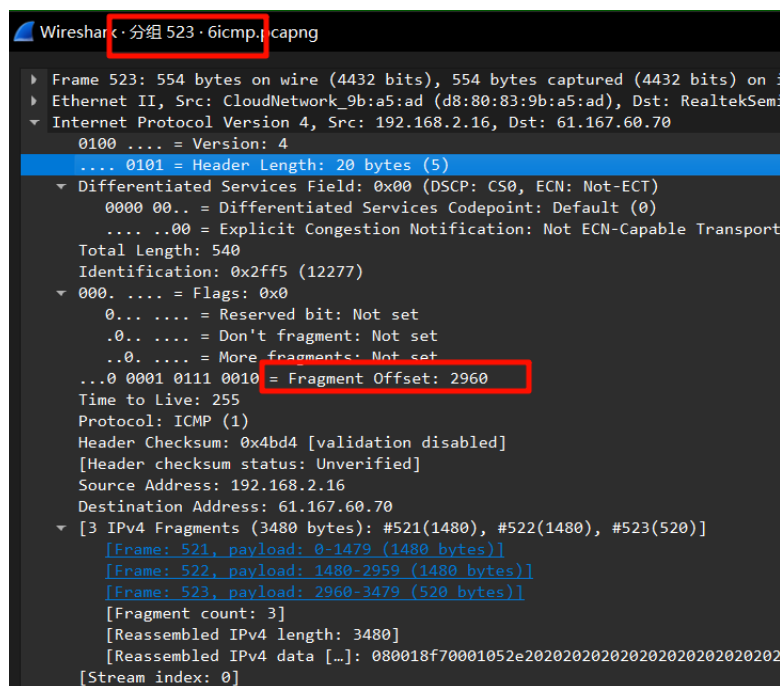 Wireshark · 分组 523 · 6icmp.pcapng
Frame 523: 554 bytes on wire (4432 bits), 554 bytes captured (4432 bits) on
Ethernet II, Src: CloudNetwork_9b:a5:ad (d8:80:83:9b:a5:ad), Dst: RealtekSemi
Internet Protocol Version 4, Src: 192.168.2.16, Dst: 61.167.60.70
0100 .... = Version: 4
.... 0101 = Header Length: 20 bytes (5)
Differentiated Services Field: 0x00 (DSCP: CS0, ECN: Not-ECT)
0000 00.. = Differentiated Services Codepoint: Default (0)
.... ..00 = Explicit Congestion Notification: Not ECN-Capable Transport
Total Length: 540
Identification: 0x2ff5 (12277)
000. .... = Flags: 0x0
0... .... = Reserved bit: Not set
.0.. .... = Don't fragment: Not set
..0. .... = More fragments: Not set
...0 0001 0111 0010 = Fragment Offset: 2960
Time to Live: 255
Protocol: ICMP (1)
Header Checksum: 0x4bd4 [validation disabled]
[Header checksum status: Unverified]
Source Address: 192.168.2.16
Destination Address: 61.167.60.70
[3 IPv4 Fragments (3480 bytes): #521(1480), #522(1480), #523(520)]
[Frame: 521, payload: 0-1479 (1480 bytes)]
[Frame: 522, payload: 1480-2959 (1480 bytes)]
[Frame: 523, payload: 2960-3479 (520 bytes)]
[Fragment count: 3]
[Reassembled IPv4 length: 3480]
[Reassembled IPv4 data […]: 080018f70001052e2020202020202020202020202020202
[Stream index: 0]